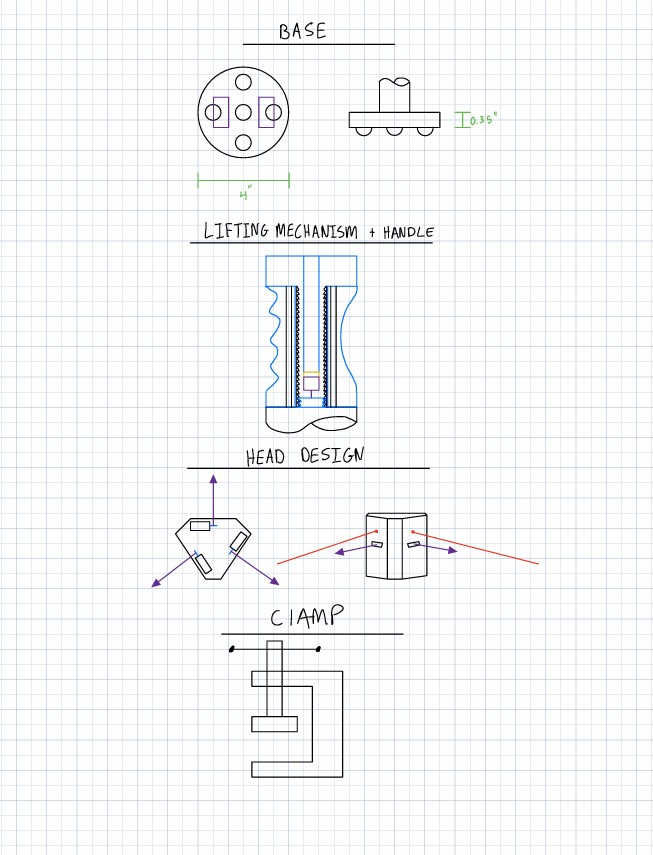 BASE
0.35"
4"
LIFTING MECHANISM + HANDLE
HEAD DESIGN
ClAMP